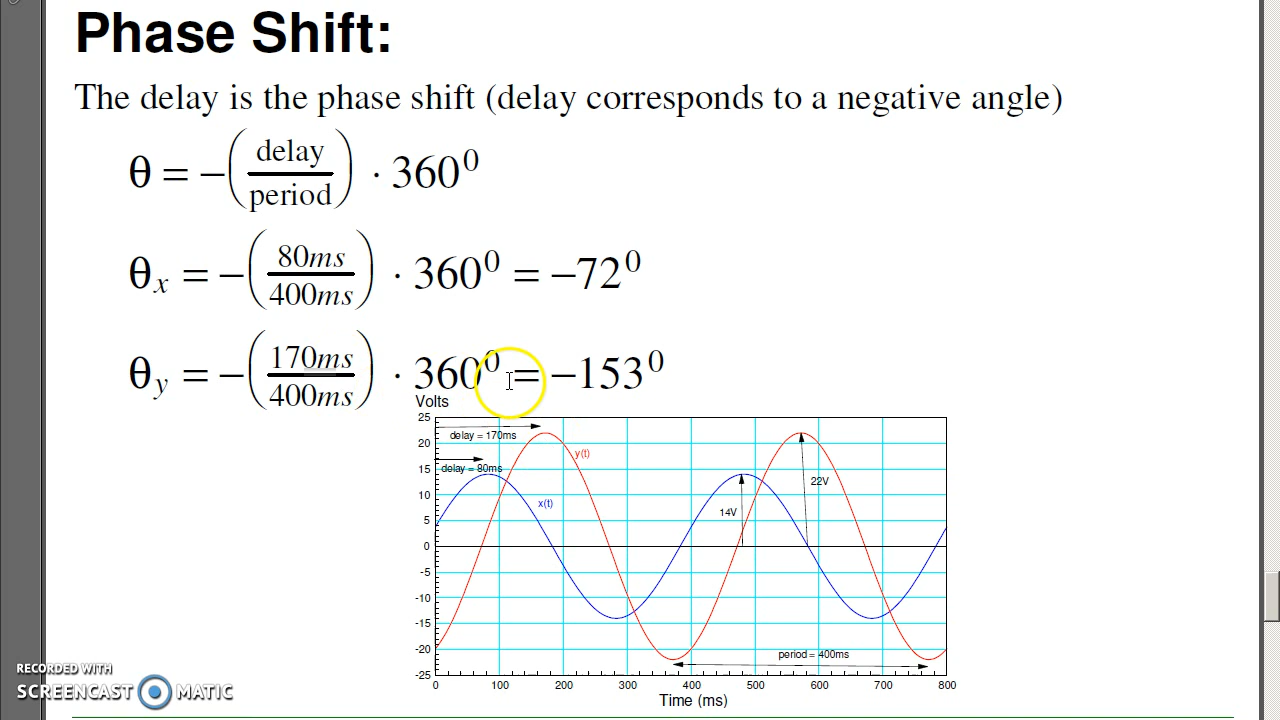 Phase Shift:
The delay is the phase shift (delay corresponds to a negative angle)
θ = −(delay/period) · 360⁰
θx = −(80ms/400ms) · 360⁰ = −72⁰
θy = −(170ms/400ms) · 360⁰ = −153⁰
Volts
25
delay = 170ms
20
y(t)
15
delay = 80ms
22V
10
x(t)
14V
5
0
-5
-10
-15
-20
period = 400ms
-25
0 100 200 300 400 500 600 700 800
Time (ms)
RECORDED WITH
SCREENCAST MATIC